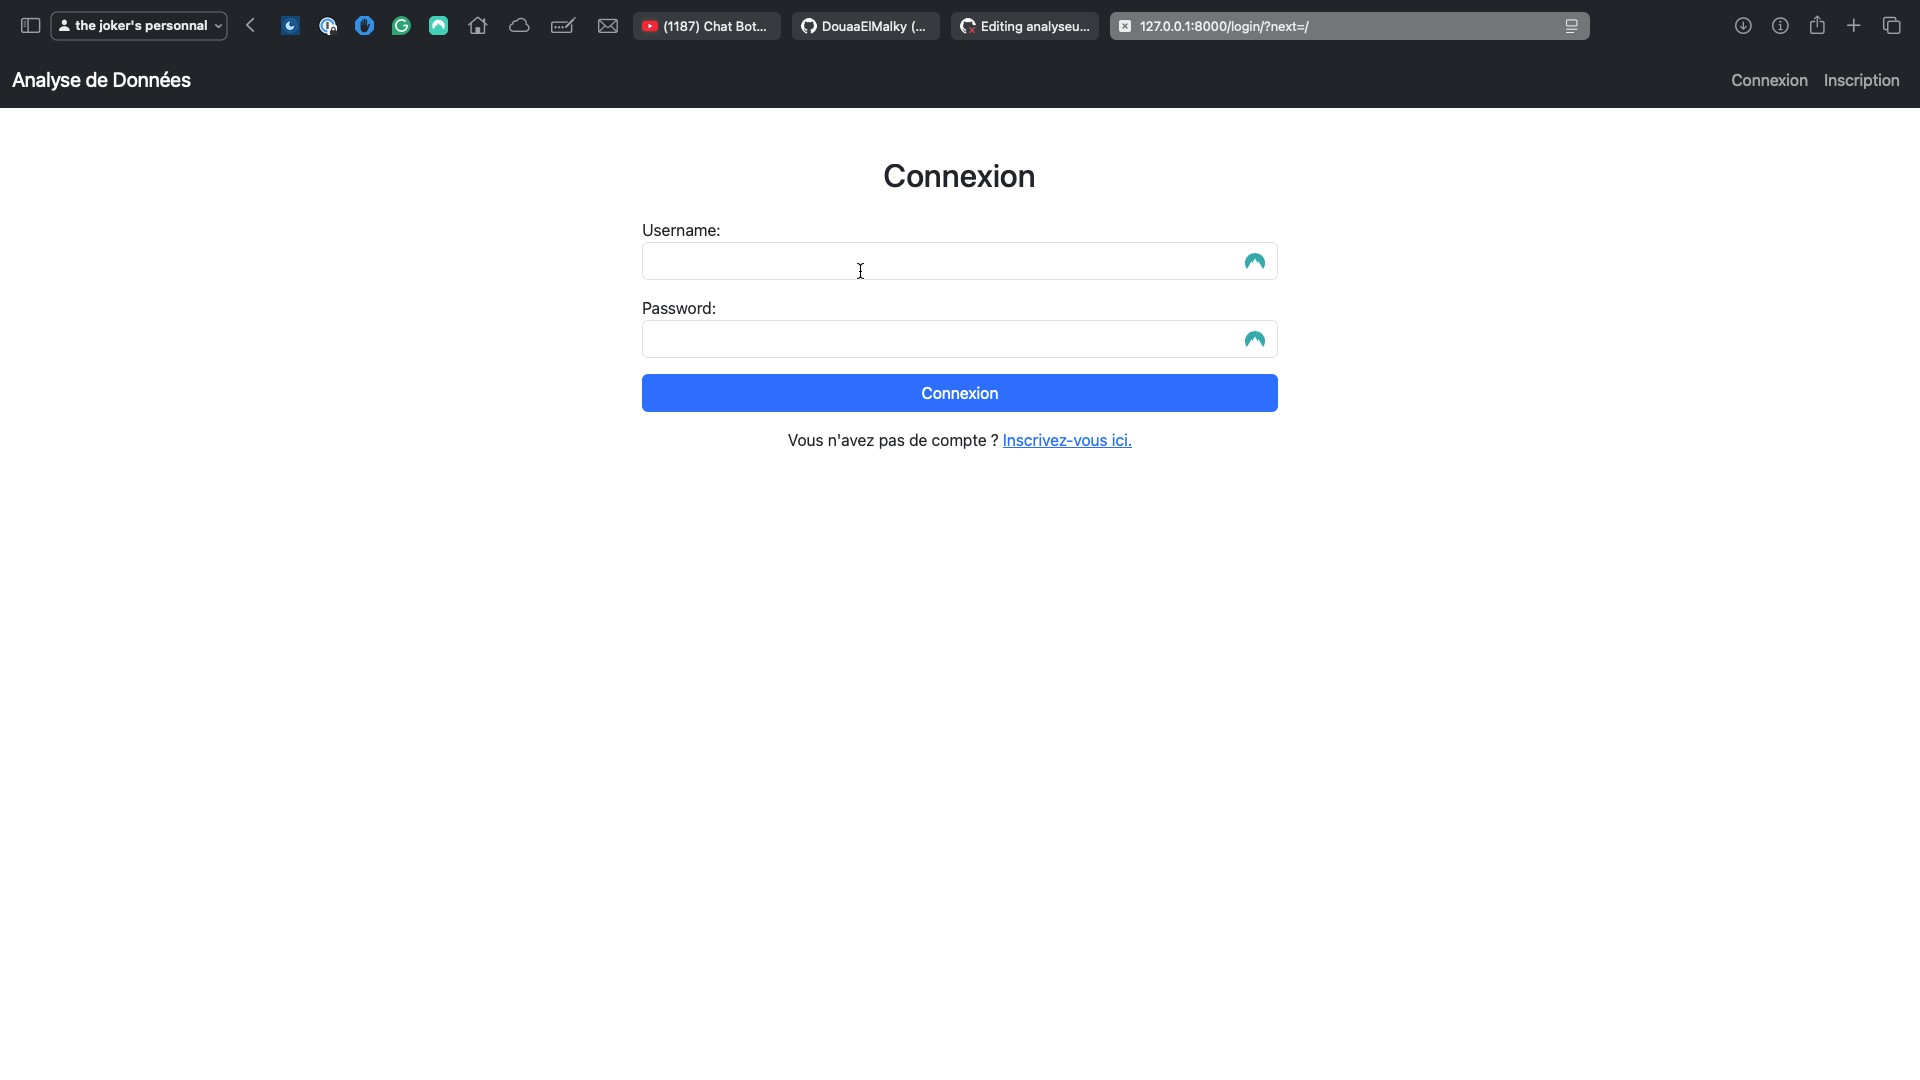 the joker's personnal
(1187) Chat Bot...
DouaaElMalky (...
Editing analyseu...
127.0.0.1:8000/login/?next=/
Analyse de Données
Connexion
Inscription
Connexion
Username:
Password:
Connexion
Vous n'avez pas de compte ? Inscrivez-vous ici.